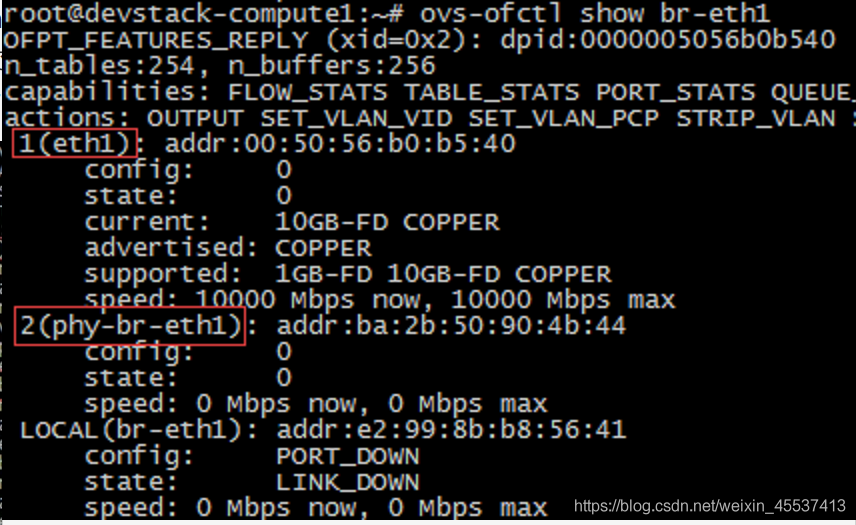 root@devstack-compute1:~# ovs-ofctl show br-eth1
OFPT_FEATURES_REPLY (xid=0x2): dpid:0000005056b0b540
n_tables:254, n_buffers:256
capabilities: FLOW_STATS TABLE_STATS PORT_STATS QUEUE_
actions: OUTPUT SET_VLAN_VID SET_VLAN_PCP STRIP_VLAN
1(eth1): addr:00:50:56:b0:b5:40
config: 0
state: 0
current: 10GB-FD COPPER
advertised: COPPER
supported: 1GB-FD 10GB-FD COPPER
speed: 10000 Mbps now, 10000 Mbps max
2(phy-br-eth1): addr:ba:2b:50:90:4b:44
config: 0
state: 0
speed: 0 Mbps now, 0 Mbps max
LOCAL(br-eth1): addr:e2:99:8b:b8:56:41
config: PORT_DOWN
state: LINK_DOWN
speed: 0 Mbps now, 0 Mbps max
https://blog.csdn.net/weixin_45537413